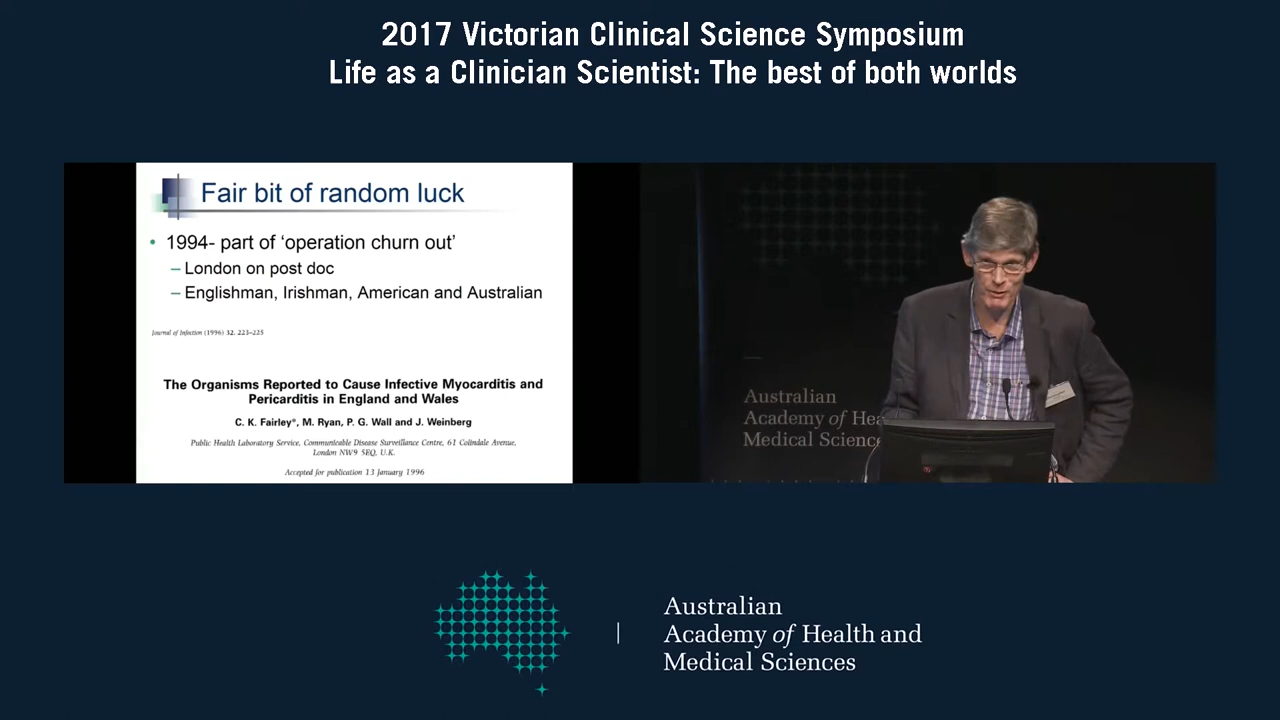 2017 Victorian Clinical Science Symposium
Life as a Clinician Scientist: The best of both worlds
Fair bit of random luck
• 1994- part of ‘operation churn out’
– London on post doc
– Englishman, Irishman, American and Australian
Journal of Infection (1996) 32, 223–225
The Organisms Reported to Cause Infective Myocarditis and
Pericarditis in England and Wales
C. K. Fairley*, M. Ryan, P. G. Wall and J. Weinberg
Public Health Laboratory Service, Communicable Disease Surveillance Centre, 61 Colindale Avenue,
London NW9 5EQ, U.K.
Accepted for publication 13 January 1996
Australian
Academy of Hea
Medical Science
Australian
Academy of Health and
Medical Sciences